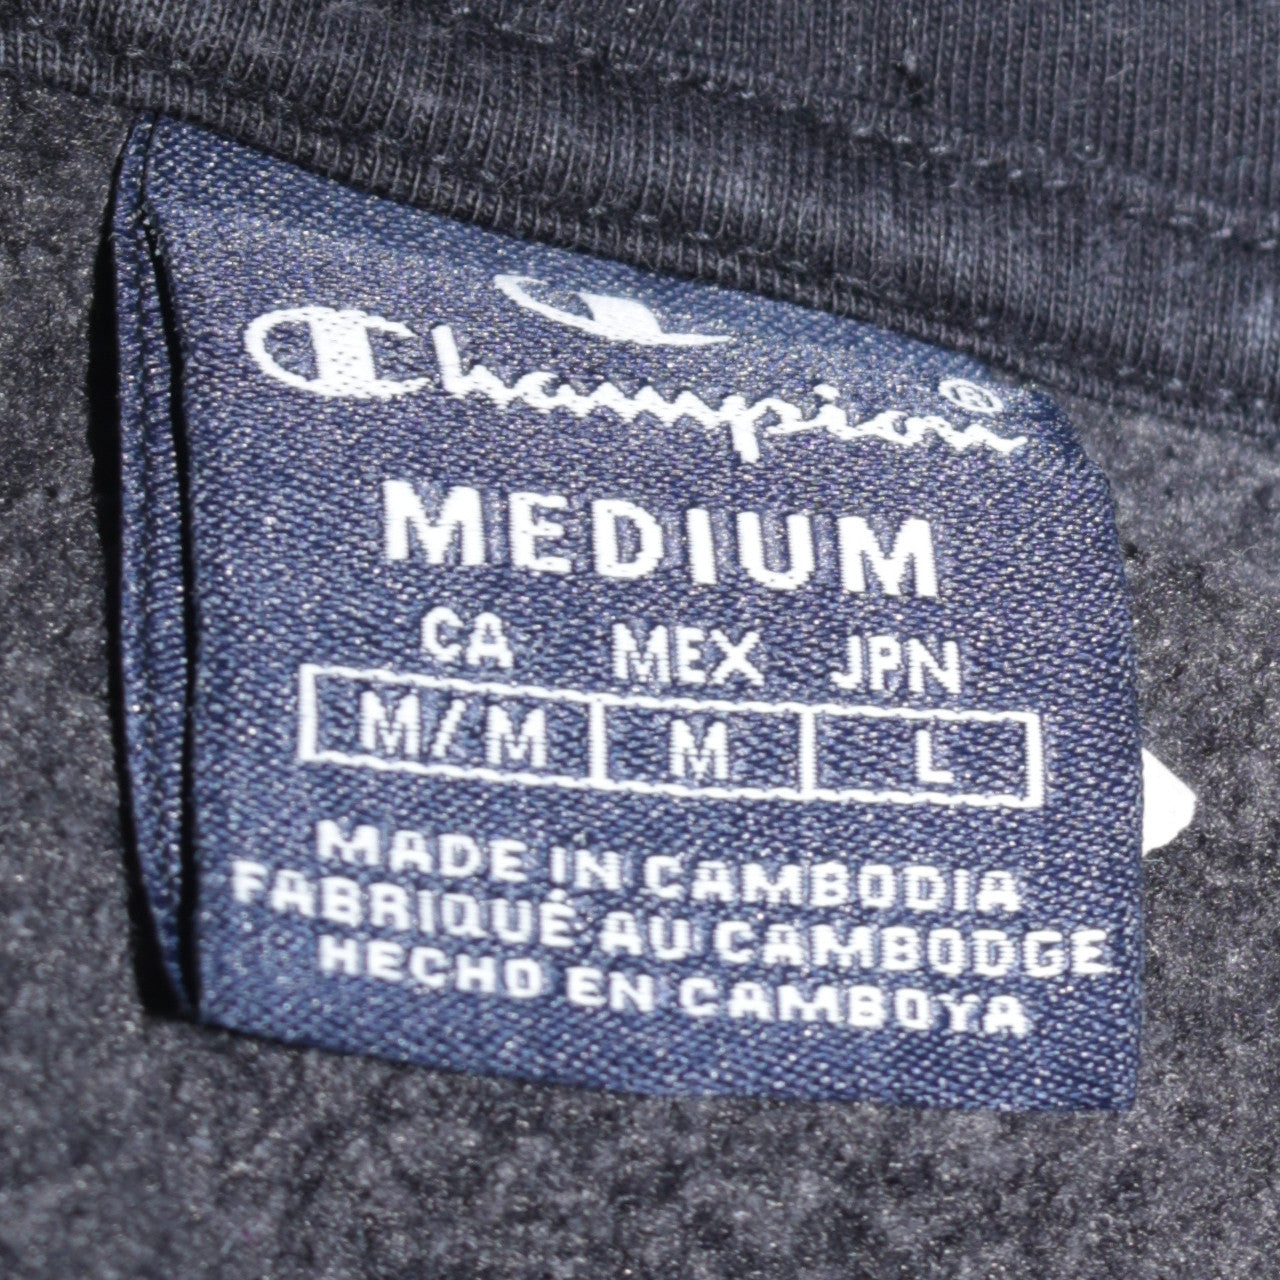 Champion®
MEDIUM
CA MEX JPN
M/M M L
MADE IN CAMBODIA
FABRIQUÉ AU CAMBODGE
HECHO EN CAMBOYA